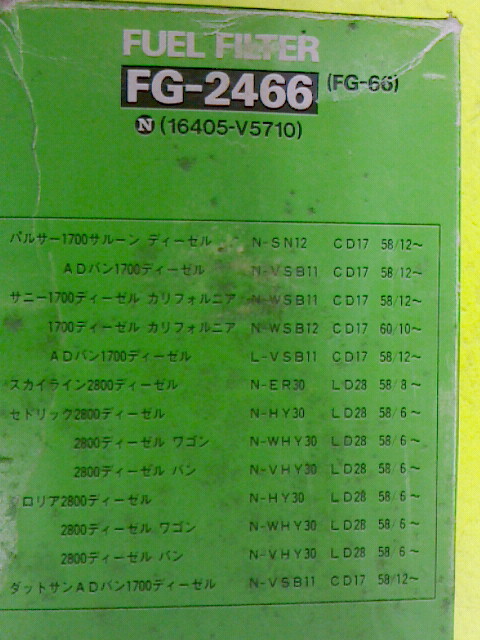 FUEL FILTER
FG-2466 (FG-66)
N (16405-V5710)
パルサー1700サルーン ディーゼル N-SN12 CD17 58/12~
ADバン1700ディーゼル N-VSB11 CD17 58/12~
サニー1700ディーゼル カリフォルニア N-WSB11 CD17 58/12~
1700ディーゼル カリフォルニア N-WSB12 CD17 60/10~
ADバン1700ディーゼル L-VSB11 CD17 58/12~
スカイライン2800ディーゼル N-ER30 LD28 58/8~
セドリック2800ディーゼル N-HY30 LD28 58/6~
2800ディーゼル ワゴン N-WHY30 LD28 58/6~
2800ディーゼル バン N-VHY30 LD28 58/6~
グロリア2800ディーゼル N-HY30 LD28 58/6~
2800ディーゼル ワゴン N-WHY30 LD28 58/6~
2800ディーゼル バン N-VHY30 LD28 58/6~
ダットサンADバン1700ディーゼル N-VSB11 CD17 58/12~